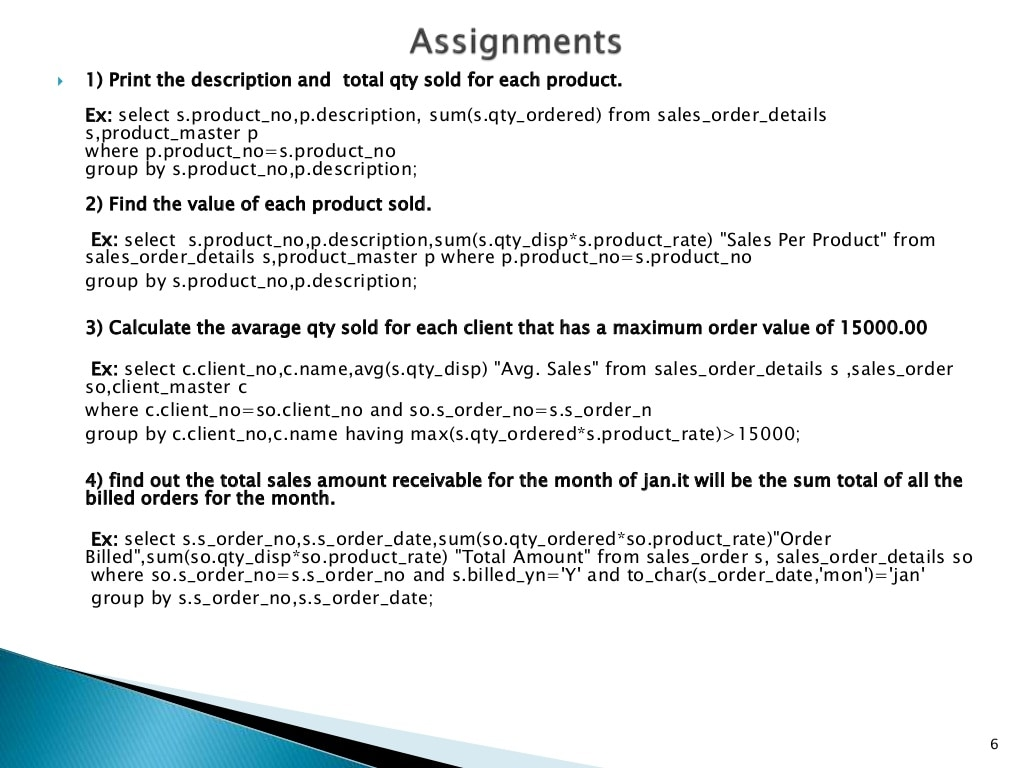 Assignments
1) Print the description and  total qty sold for each product.
Ex: select s.product_no,p.description, sum(s.qty_ordered) from sales_order_details
s,product_master p
where p.product_no=s.product_no
group by s.product_no,p.description;
2) Find the value of each product sold.
Ex: select  s.product_no,p.description,sum(s.qty_disp*s.product_rate) "Sales Per Product" from
sales_order_details s,product_master p where p.product_no=s.product_no
group by s.product_no,p.description;
3) Calculate the avarage qty sold for each client that has a maximum order value of 15000.00
Ex: select c.client_no,c.name,avg(s.qty_disp) "Avg. Sales" from sales_order_details s ,sales_order
so,client_master c
where c.client_no=so.client_no and so.s_order_no=s.s_order_n
group by c.client_no,c.name having max(s.qty_ordered*s.product_rate)>15000;
4) find out the total sales amount receivable for the month of jan.it will be the sum total of all the
billed orders for the month.
Ex: select s.s_order_no,s.s_order_date,sum(so.qty_ordered*so.product_rate)"Order
Billed",sum(so.qty_disp*so.product_rate) "Total Amount" from sales_order s, sales_order_details so
where so.s_order_no=s.s_order_no and s.billed_yn='Y' and to_char(s_order_date,'mon')='jan'
group by s.s_order_no,s.s_order_date;
6